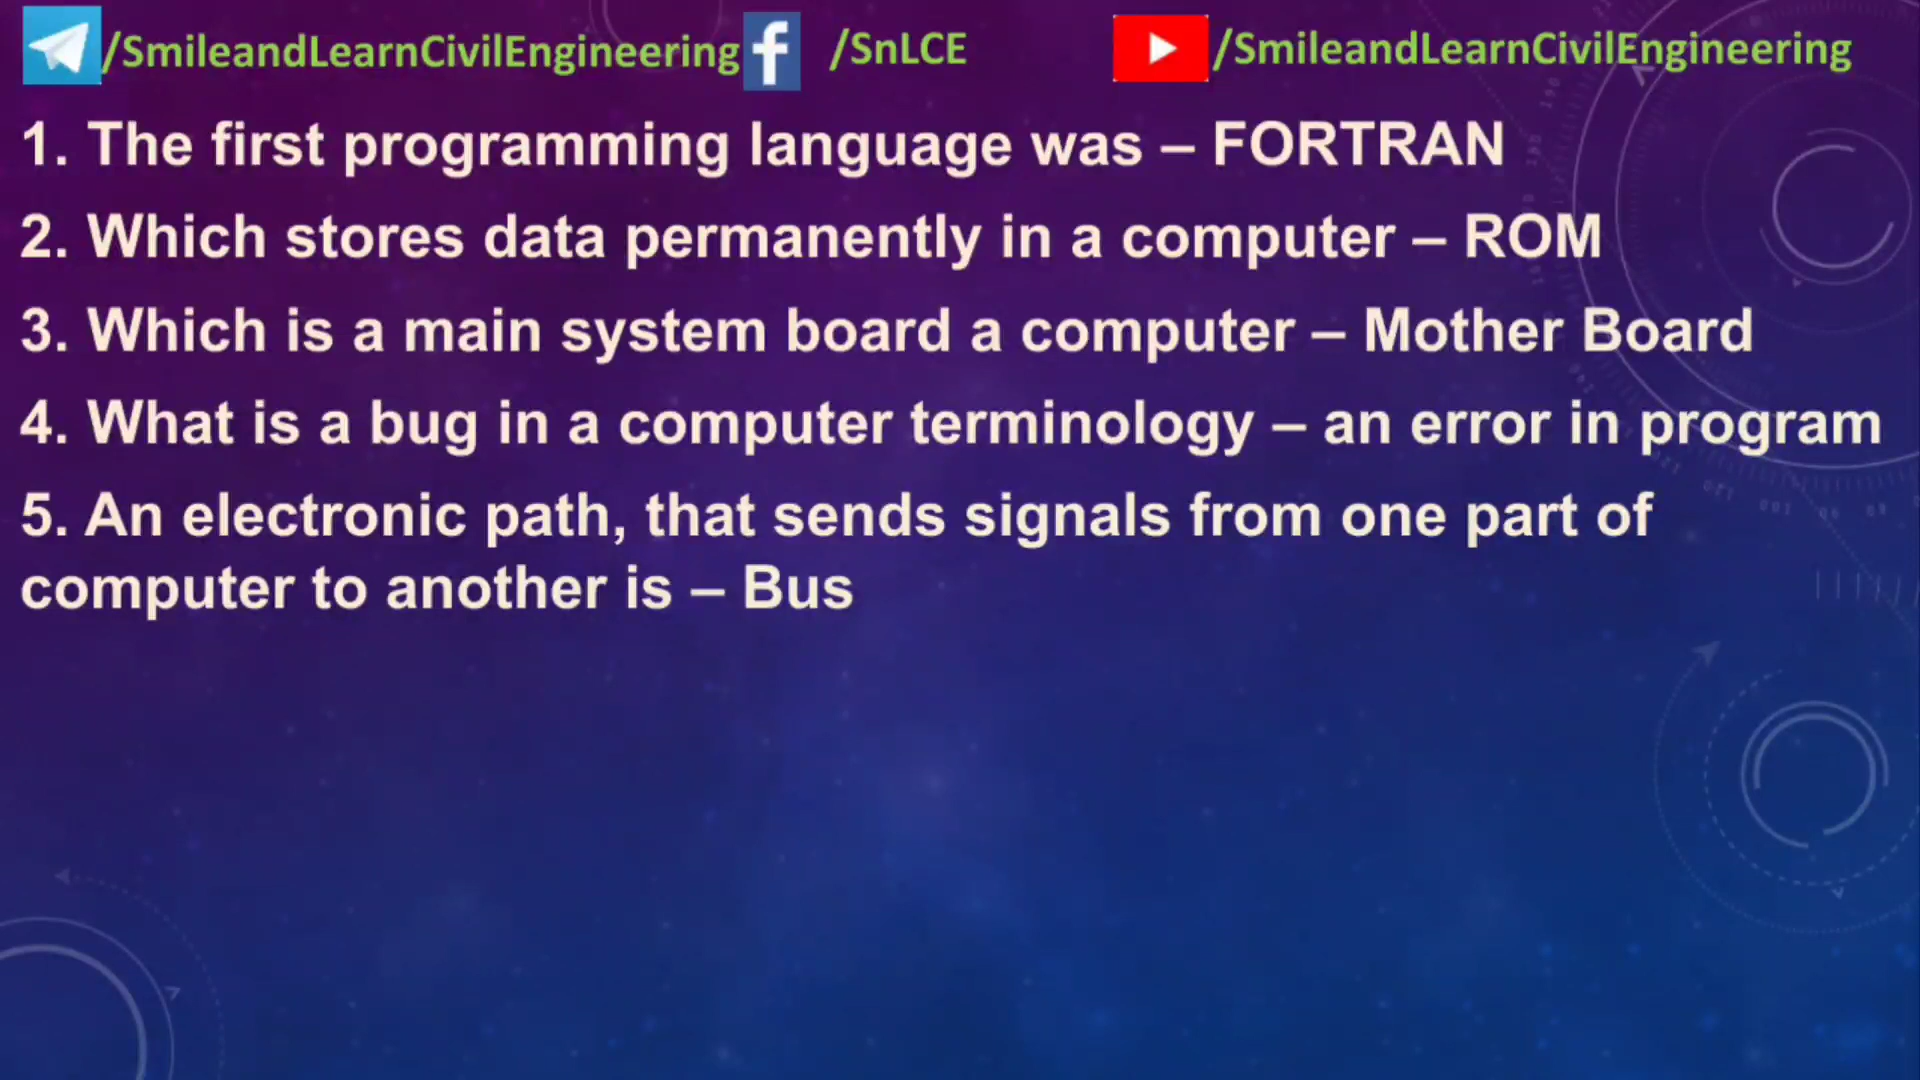 /SmileandLearnCivilEngineering /SnLCE /SmileandLearnCivilEngineering
1. The first programming language was – FORTRAN
2. Which stores data permanently in a computer – ROM
3. Which is a main system board a computer – Mother Board
4. What is a bug in a computer terminology – an error in program
5. An electronic path, that sends signals from one part of
computer to another is – Bus